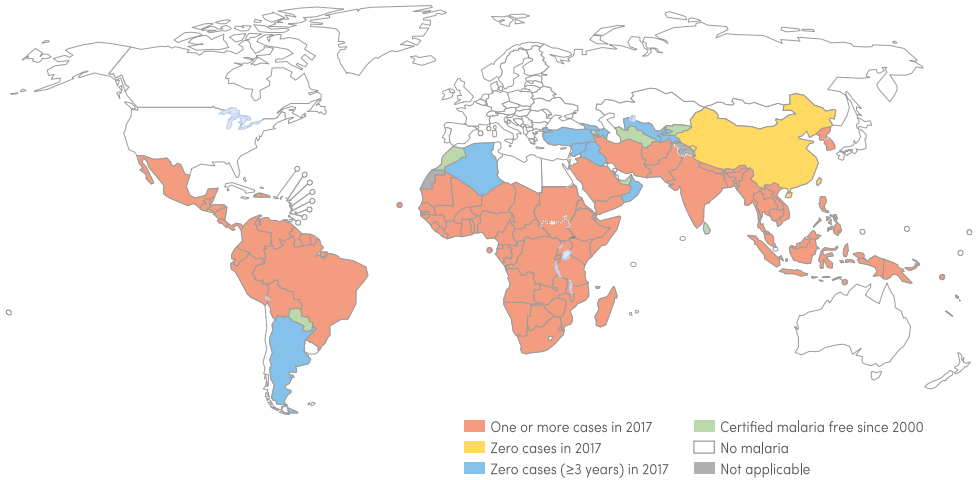 One or more cases in 2017
Zero cases in 2017
Zero cases (≥3 years) in 2017
Certified malaria free since 2000
No malaria
Not applicable